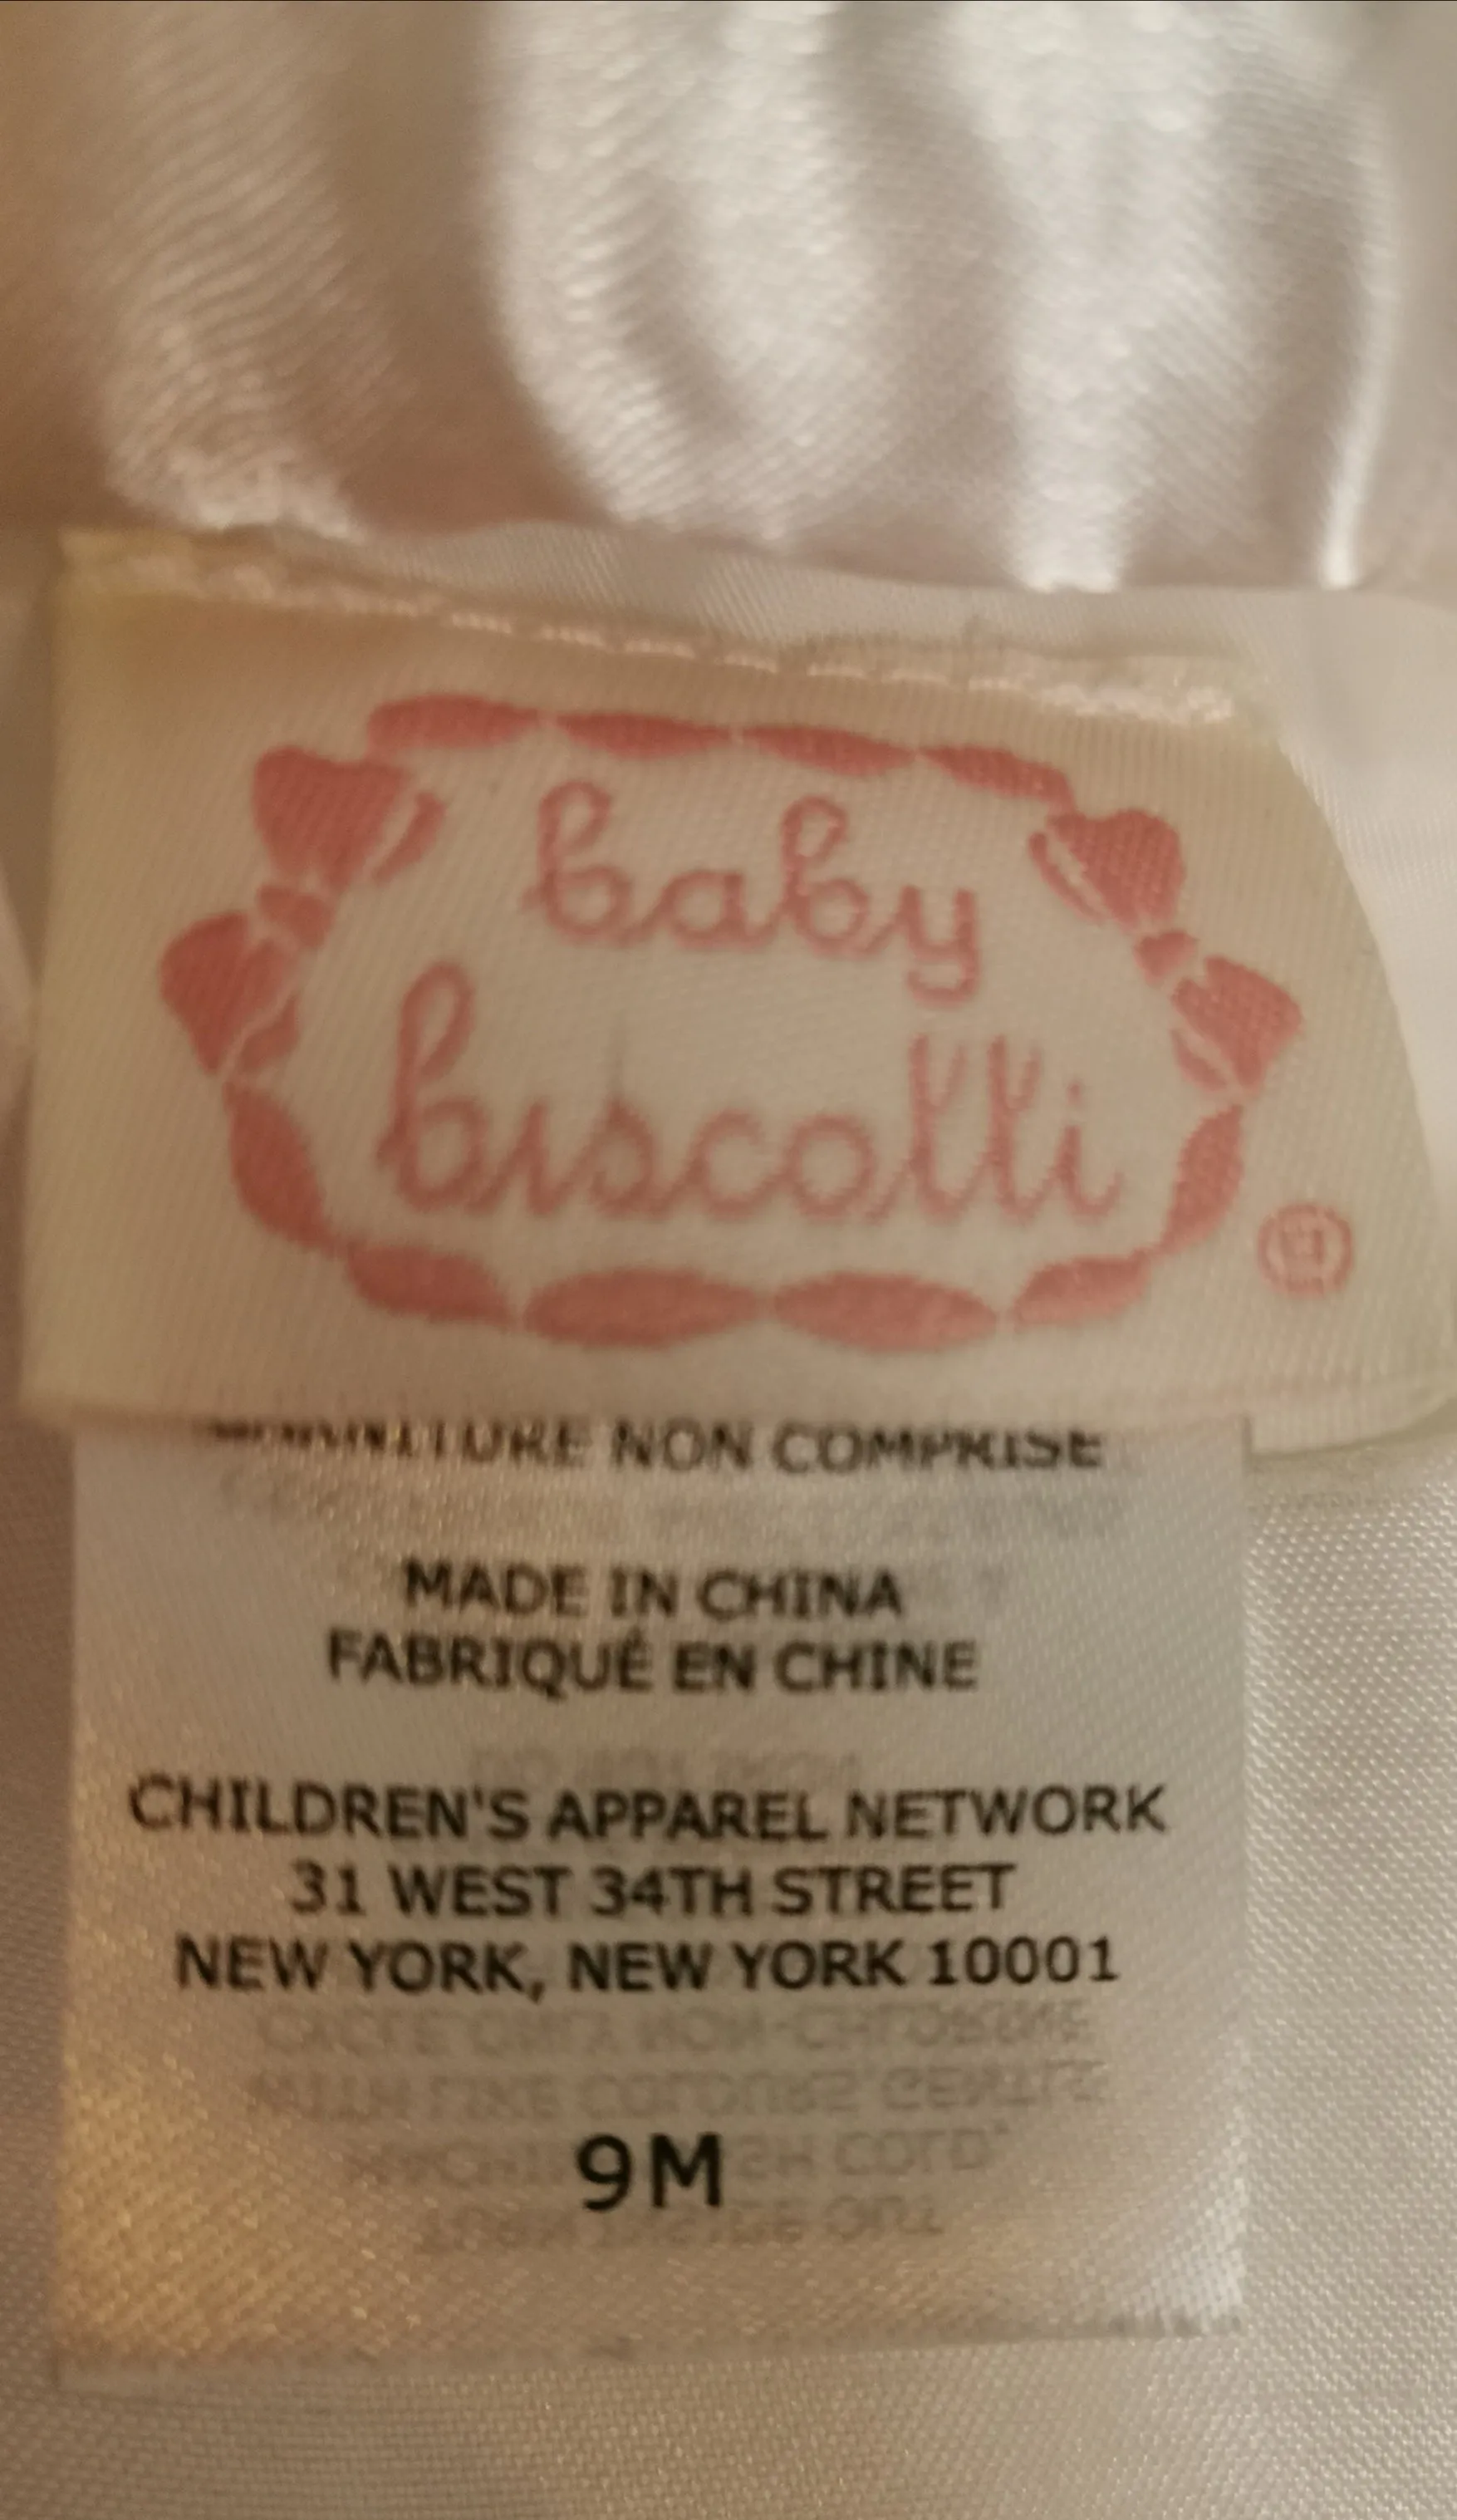 baby
biscotti
®
GARNITURE NON COMPRISE
MADE IN CHINA
FABRIQUÉ EN CHINE
CHILDREN'S APPAREL NETWORK
31 WEST 34TH STREET
NEW YORK, NEW YORK 10001
9M